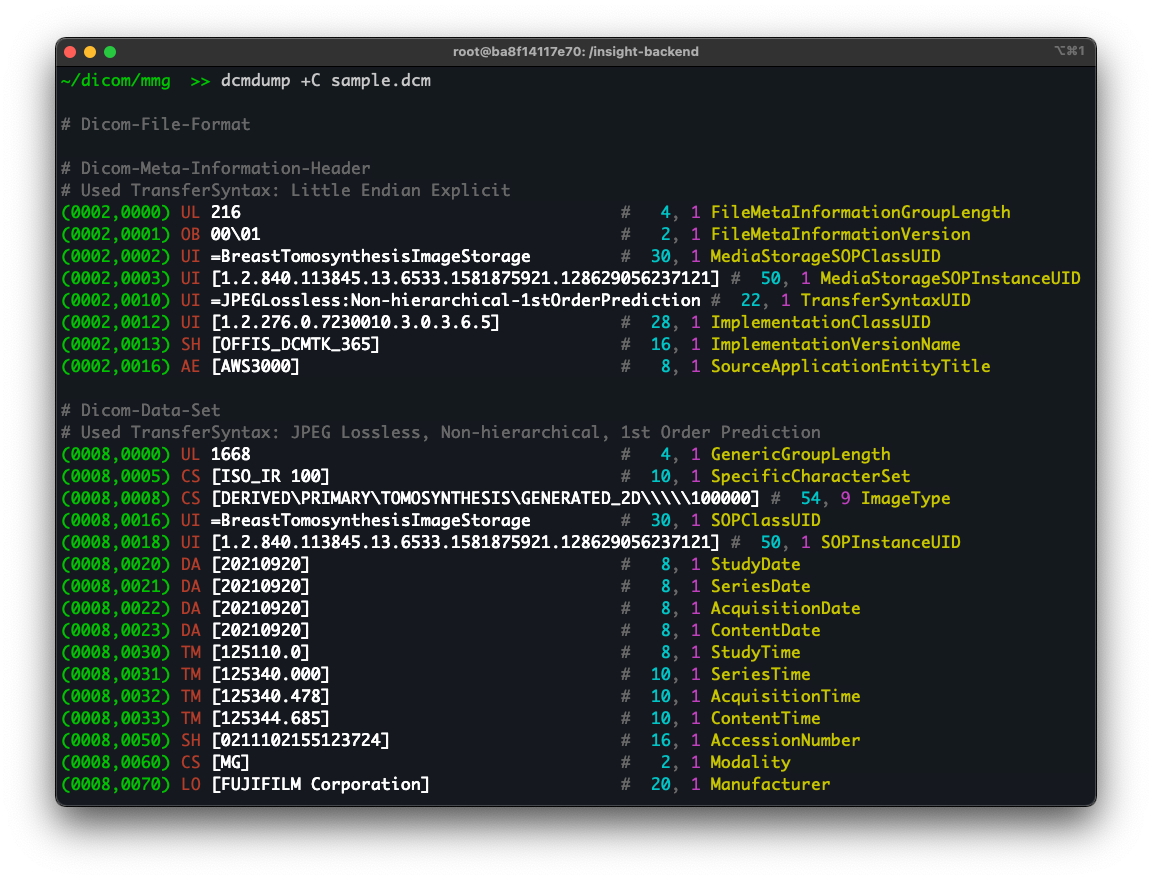 root@ba8f14117e70: /insight-backend
⌥⌘1
~/dicom/mmg >> dcmdump +C sample.dcm
# Dicom-File-Format
# Dicom-Meta-Information-Header
# Used TransferSyntax: Little Endian Explicit
(0002,0000) UL 216 # 4, 1 FileMetaInformationGroupLength
(0002,0001) OB 00\01 # 2, 1 FileMetaInformationVersion
(0002,0002) UI =BreastTomosynthesisImageStorage # 30, 1 MediaStorageSOPClassUID
(0002,0003) UI [1.2.840.113845.13.6533.1581875921.128629056237121] # 50, 1 MediaStorageSOPInstanceUID
(0002,0010) UI =JPEGLossless:Non-hierarchical-1stOrderPrediction # 22, 1 TransferSyntaxUID
(0002,0012) UI [1.2.276.0.7230010.3.0.3.6.5] # 28, 1 ImplementationClassUID
(0002,0013) SH [OFFIS_DCMTK_365] # 16, 1 ImplementationVersionName
(0002,0016) AE [AWS3000] # 8, 1 SourceApplicationEntityTitle
# Dicom-Data-Set
# Used TransferSyntax: JPEG Lossless, Non-hierarchical, 1st Order Prediction
(0008,0000) UL 1668 # 4, 1 GenericGroupLength
(0008,0005) CS [ISO_IR 100] # 10, 1 SpecificCharacterSet
(0008,0008) CS [DERIVED\PRIMARY\TOMOSYNTHESIS\GENERATED_2D\\\\\100000] # 54, 9 ImageType
(0008,0016) UI =BreastTomosynthesisImageStorage # 30, 1 SOPClassUID
(0008,0018) UI [1.2.840.113845.13.6533.1581875921.128629056237121] # 50, 1 SOPInstanceUID
(0008,0020) DA [20210920] # 8, 1 StudyDate
(0008,0021) DA [20210920] # 8, 1 SeriesDate
(0008,0022) DA [20210920] # 8, 1 AcquisitionDate
(0008,0023) DA [20210920] # 8, 1 ContentDate
(0008,0030) TM [125110.0] # 8, 1 StudyTime
(0008,0031) TM [125340.000] # 10, 1 SeriesTime
(0008,0032) TM [125340.478] # 10, 1 AcquisitionTime
(0008,0033) TM [125344.685] # 10, 1 ContentTime
(0008,0050) SH [0211102155123724] # 16, 1 AccessionNumber
(0008,0060) CS [MG] # 2, 1 Modality
(0008,0070) LO [FUJIFILM Corporation] # 20, 1 Manufacturer